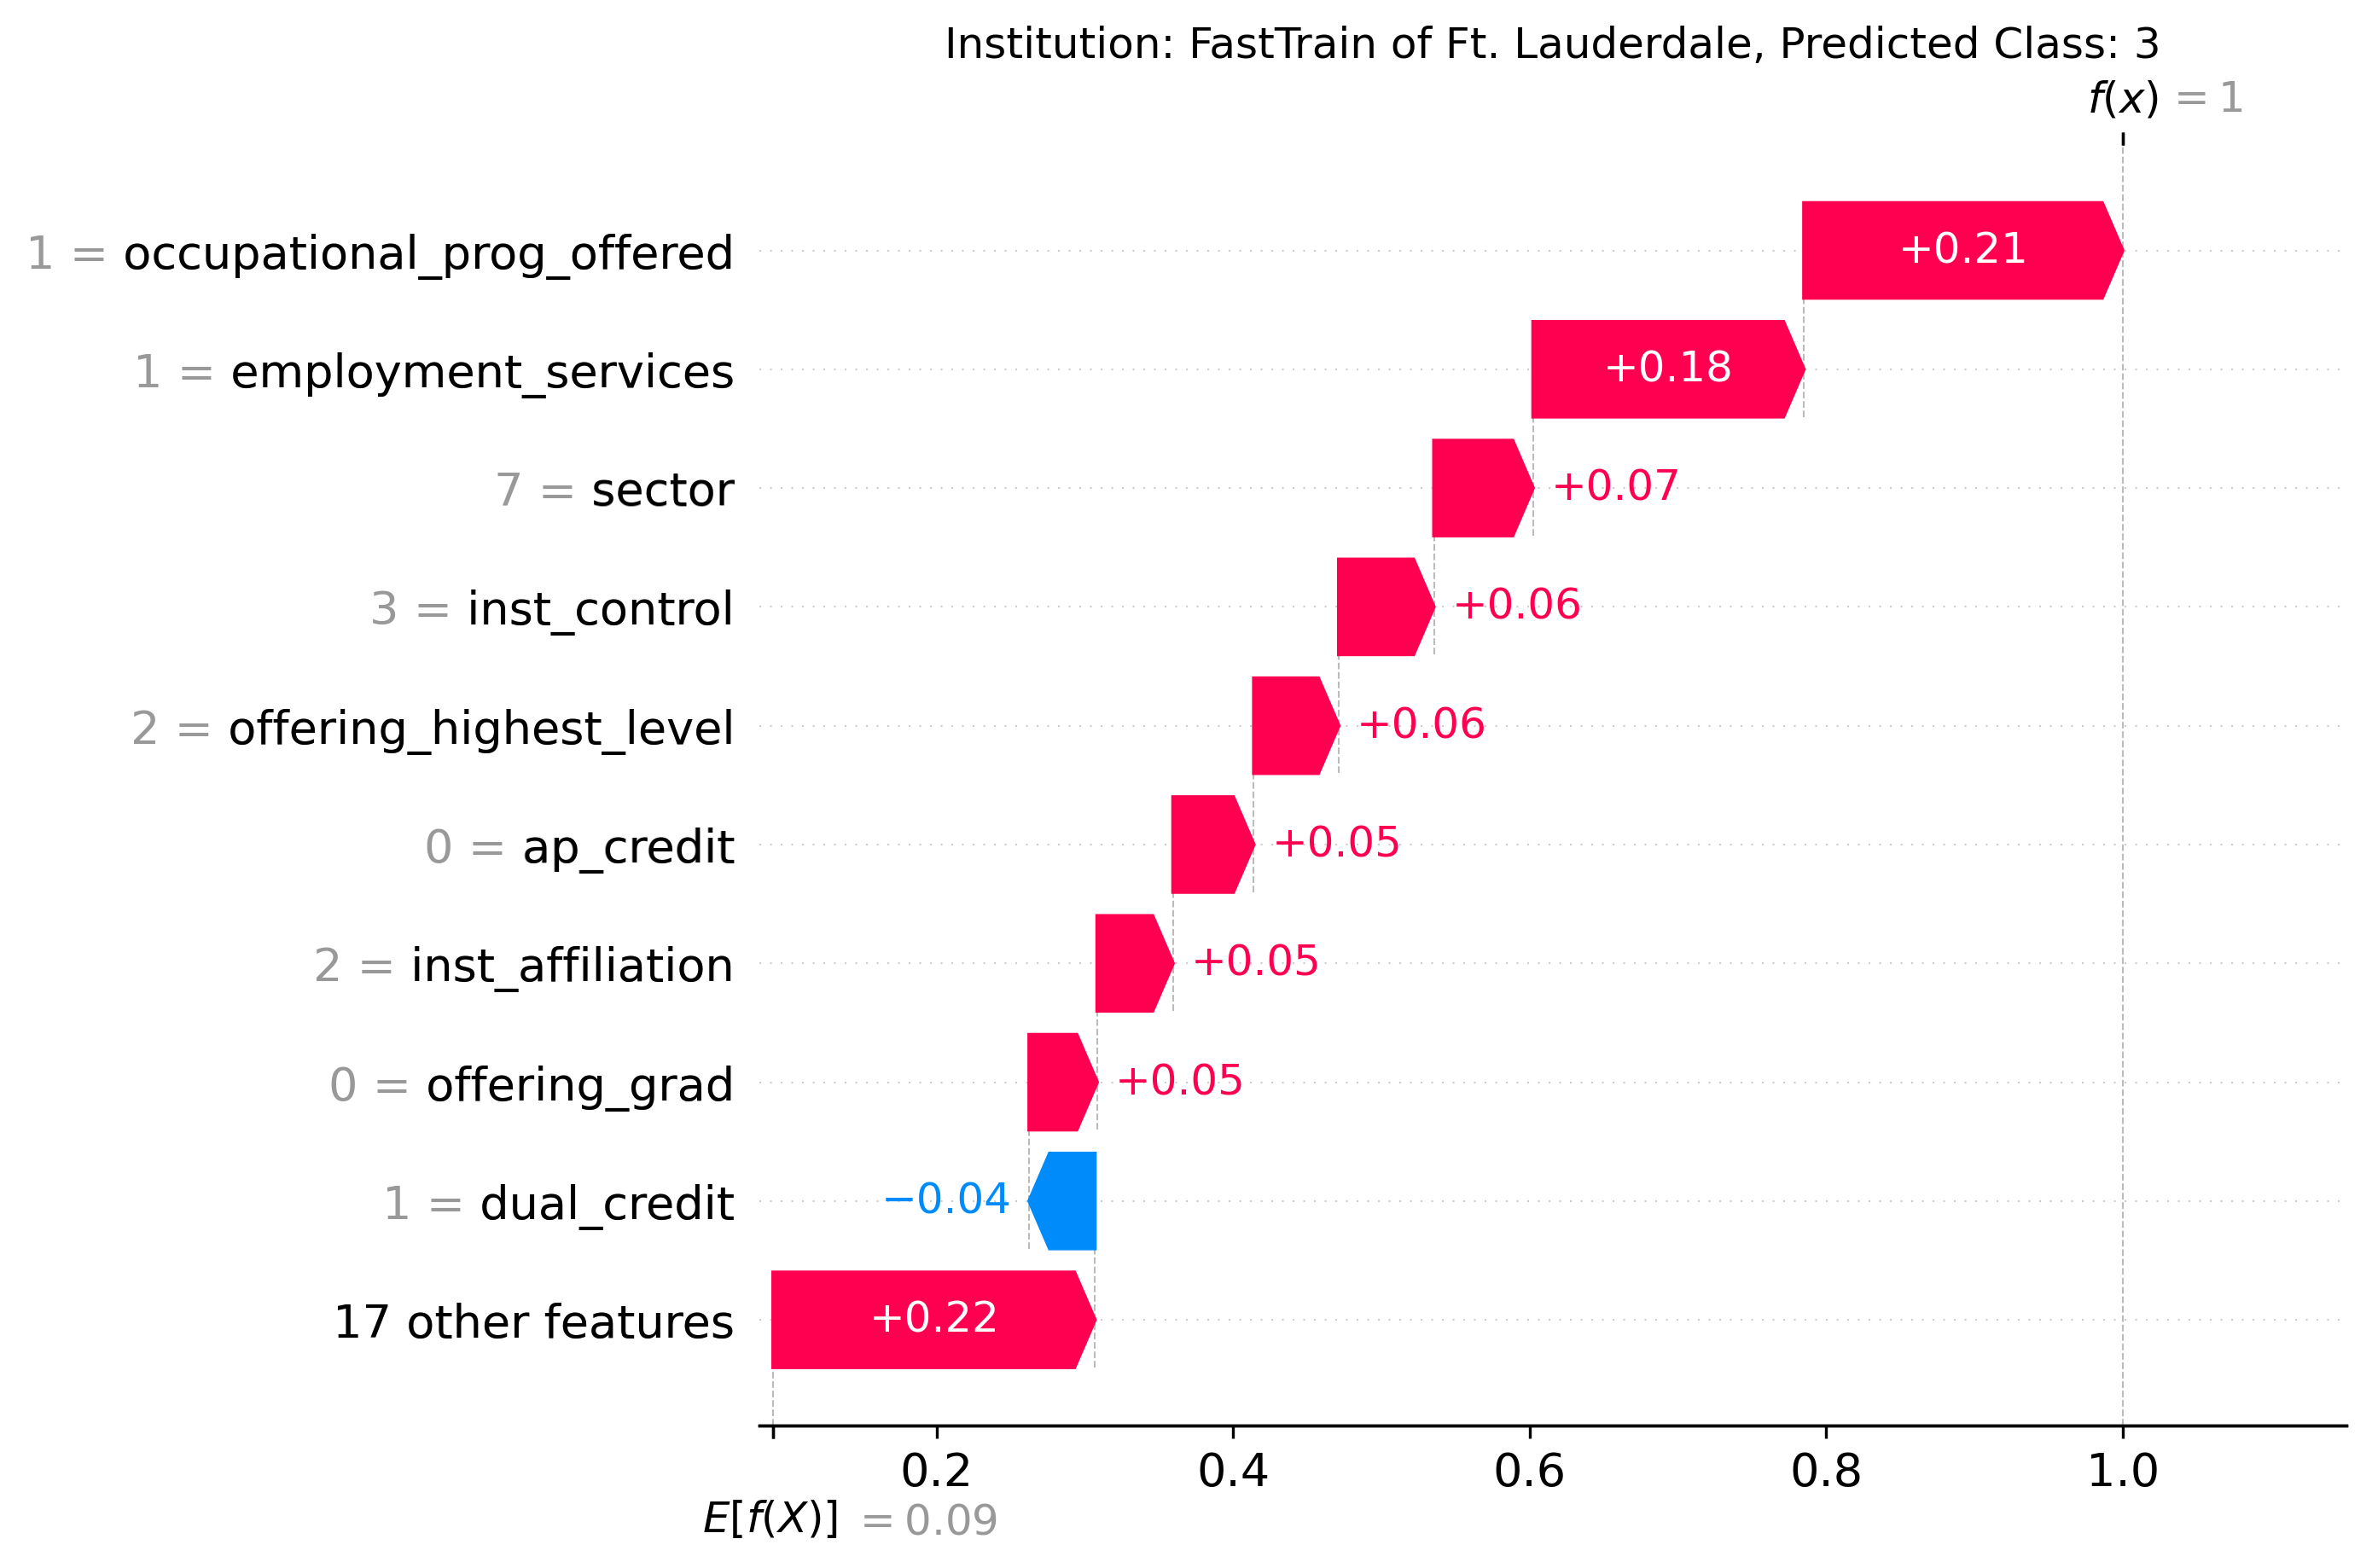 Institution: FastTrain of Ft. Lauderdale, Predicted Class: 3
f(x) = 1
1 = occupational_prog_offered
+0.21
1 = employment_services
+0.18
7 = sector
+0.07
3 = inst_control
+0.06
2 = offering_highest_level
+0.06
0 = ap_credit
+0.05
2 = inst_affiliation
+0.05
0 = offering_grad
+0.05
1 = dual_credit
−0.04
17 other features
+0.22
0.2 0.4 0.6 0.8 1.0
E[f(X)] = 0.09